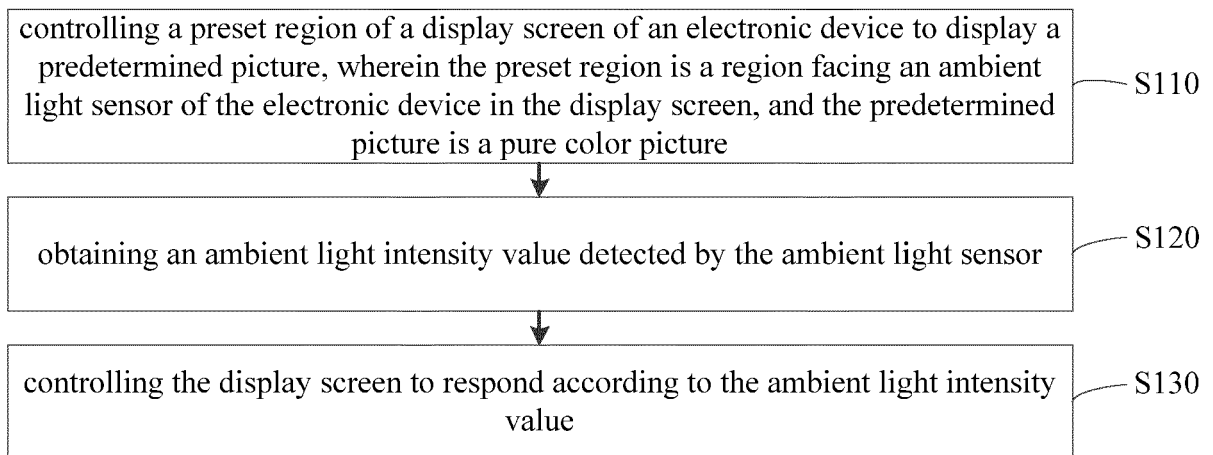 controlling a preset region of a display screen of an electronic device to display a
predetermined picture, wherein the preset region is a region facing an ambient
light sensor of the electronic device in the display screen, and the predetermined
picture is a pure color picture
S110
obtaining an ambient light intensity value detected by the ambient light sensor
S120
controlling the display screen to respond according to the ambient light intensity
value
S130